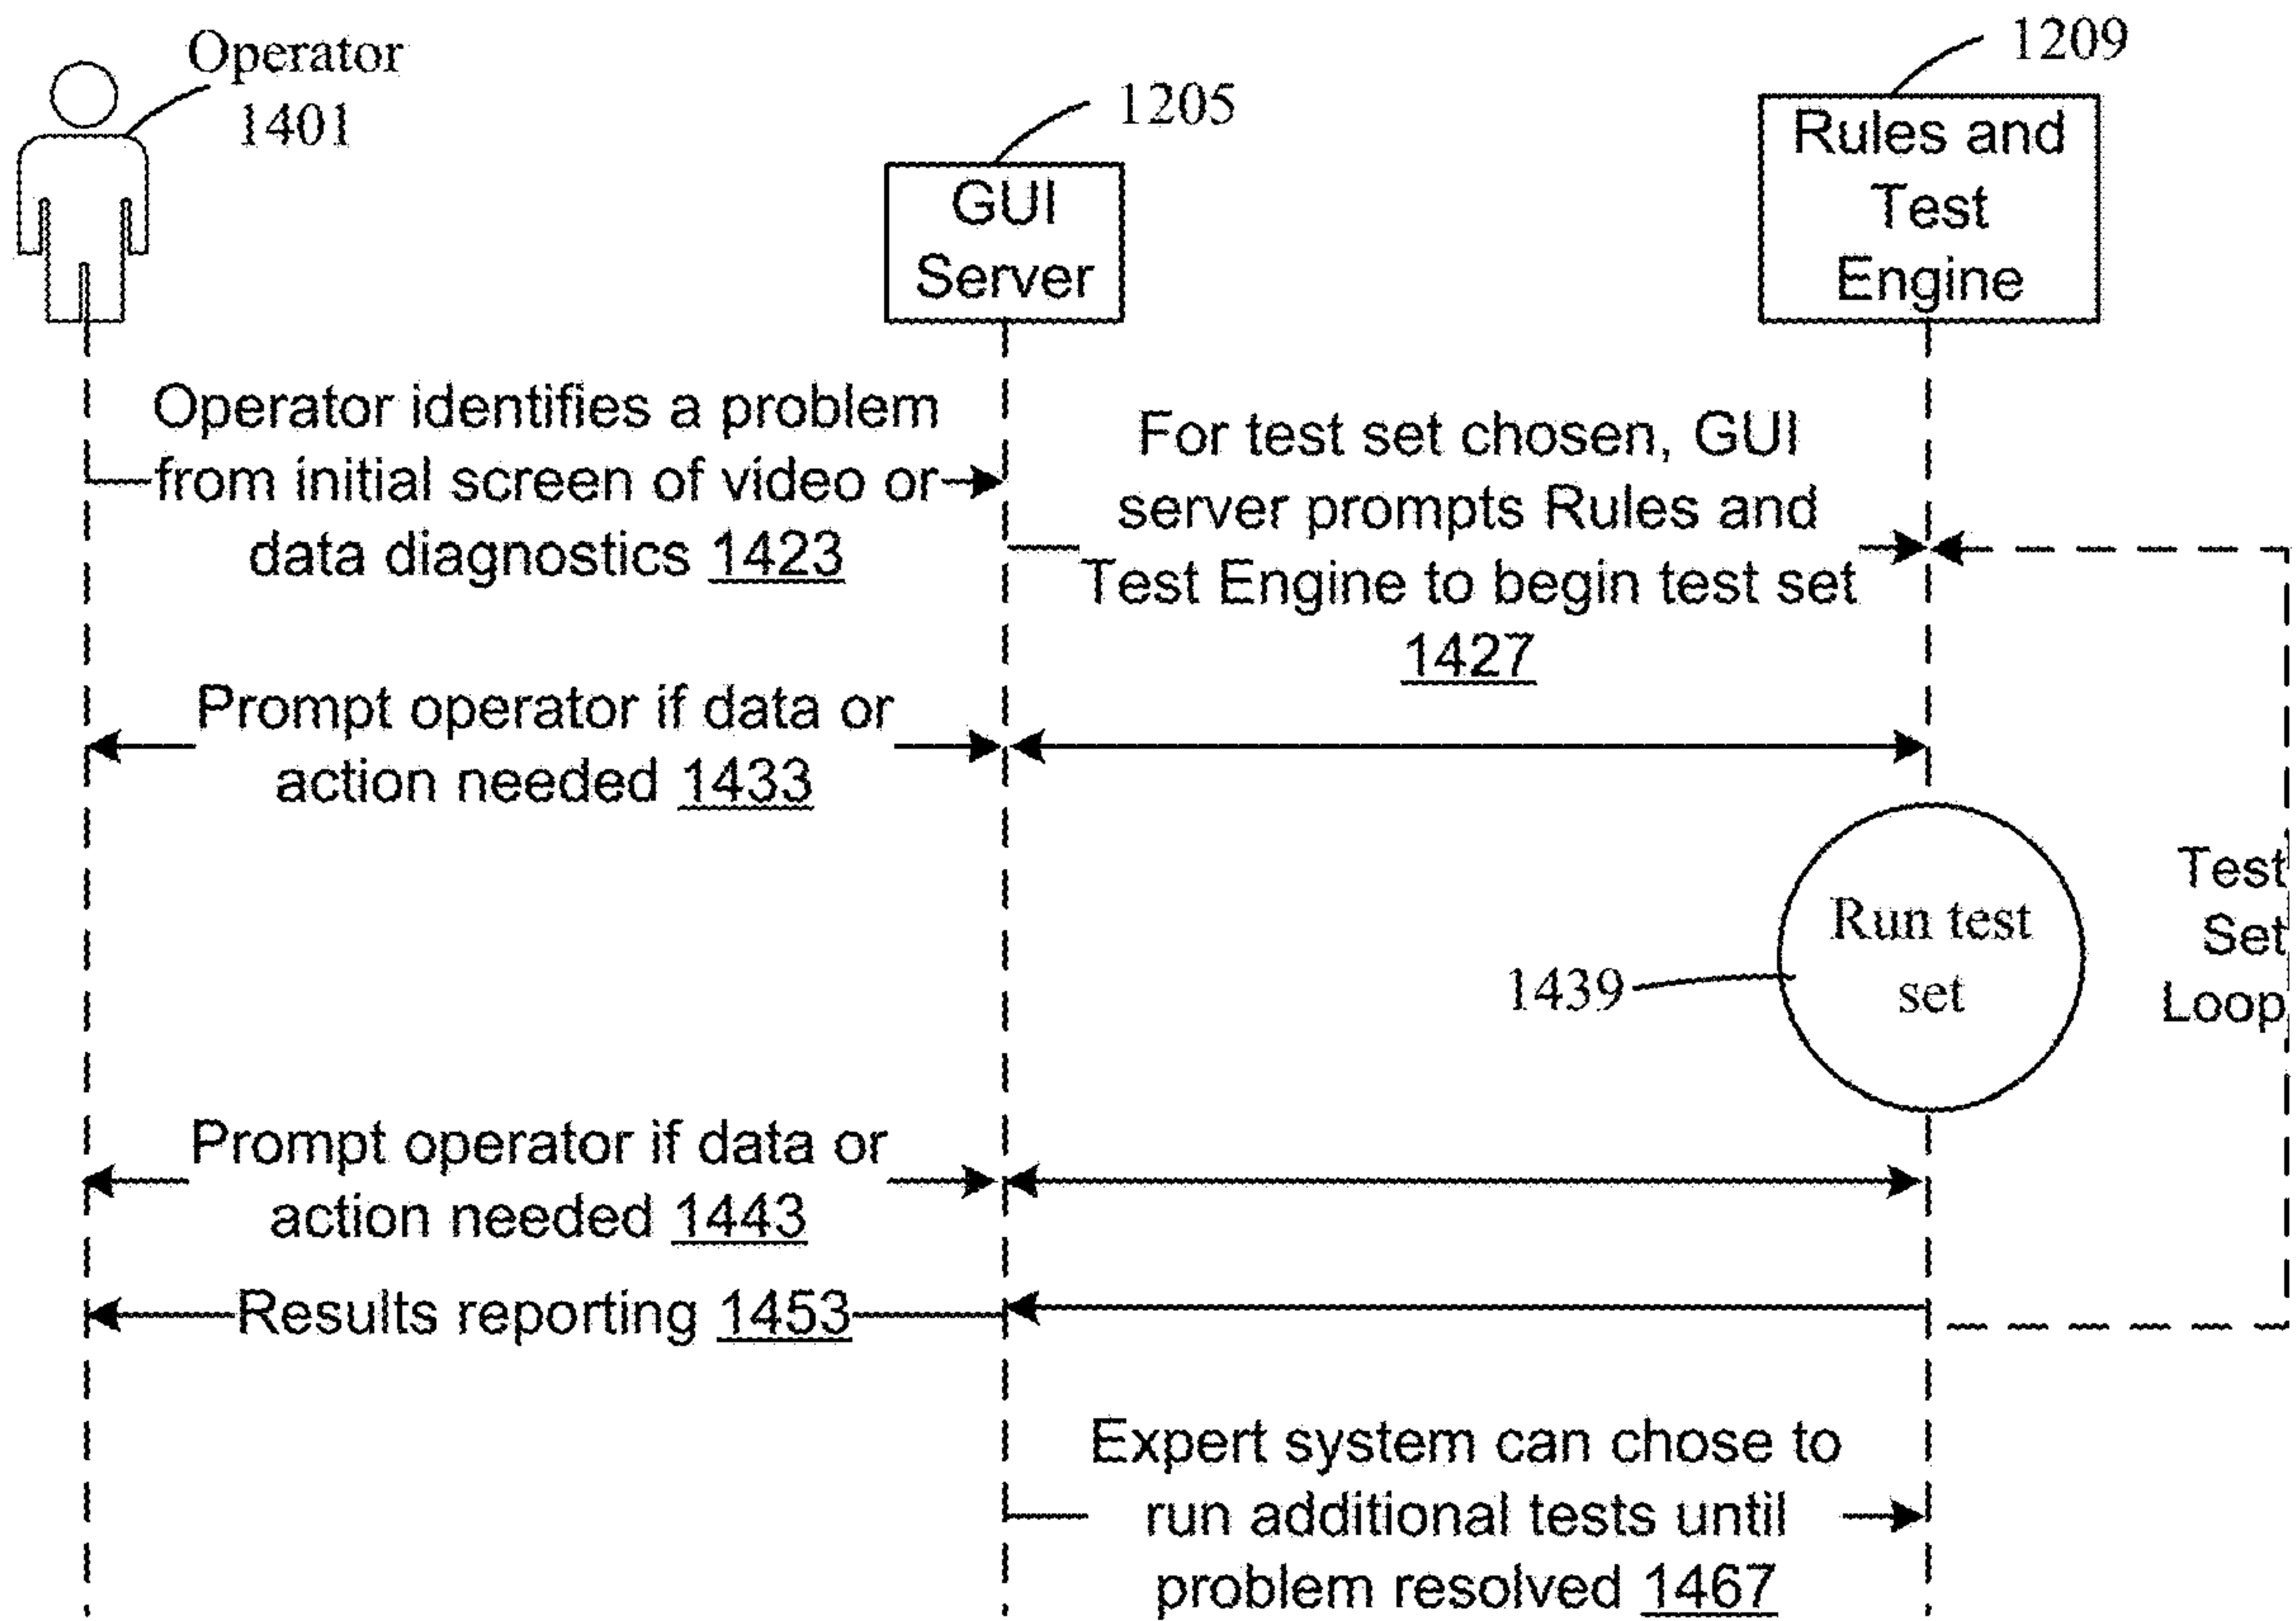 Operator
1401
1205
GUI
Server
1209
Rules and
Test
Engine
Operator identifies a problem
from initial screen of video or
data diagnostics 1423
For test set chosen, GUI
server prompts Rules and
Test Engine to begin test set
1427
Prompt operator if data or
action needed 1433
Run test
set
1439
Test
Set
Loop
Prompt operator if data or
action needed 1443
Results reporting 1453
Expert system can chose to
run additional tests until
problem resolved 1467